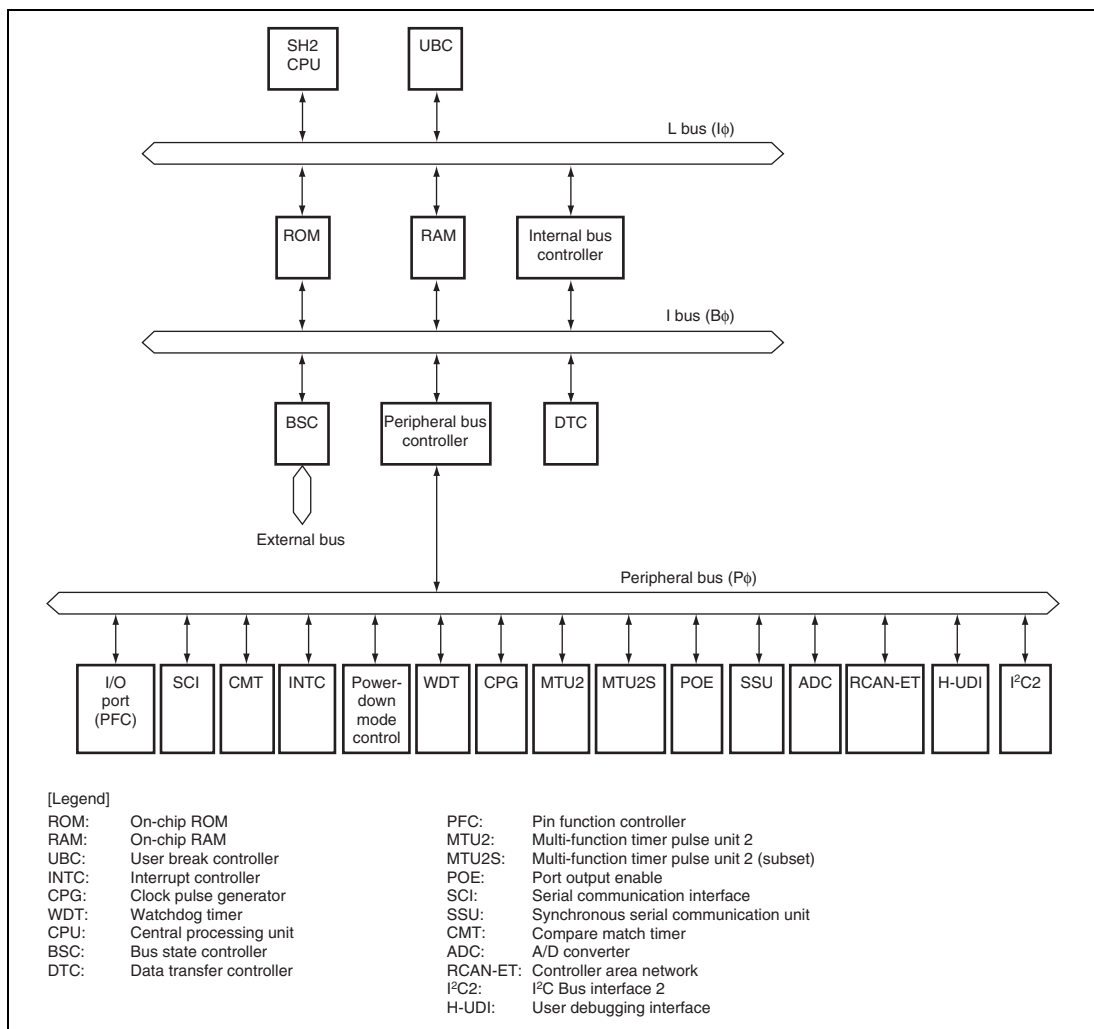 SH2
CPU
UBC
L bus (Iϕ)
ROM
RAM
Internal bus
controller
I bus (Bϕ)
BSC
Peripheral bus
controller
DTC
External bus
Peripheral bus (Pϕ)
I/O
port
(PFC)
SCI
CMT
INTC
Power-
down
mode
control
WDT
CPG
MTU2
MTU2S
POE
SSU
ADC
RCAN-ET
H-UDI
I²C2
[Legend]
ROM: On-chip ROM
RAM: On-chip RAM
UBC: User break controller
INTC: Interrupt controller
CPG: Clock pulse generator
WDT: Watchdog timer
CPU: Central processing unit
BSC: Bus state controller
DTC: Data transfer controller
PFC: Pin function controller
MTU2: Multi-function timer pulse unit 2
MTU2S: Multi-function timer pulse unit 2 (subset)
POE: Port output enable
SCI: Serial communication interface
SSU: Synchronous serial communication unit
CMT: Compare match timer
ADC: A/D converter
RCAN-ET: Controller area network
I²C2: I²C Bus interface 2
H-UDI: User debugging interface